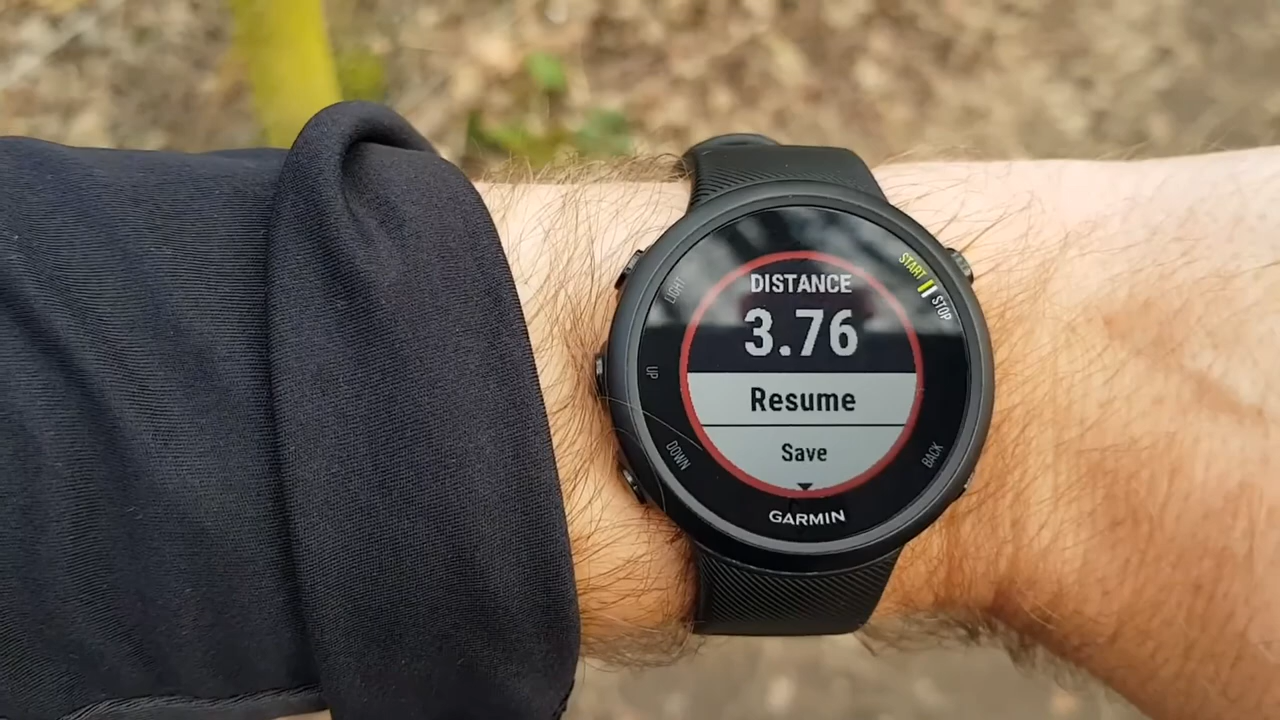 DISTANCE
3.76
Resume
Save
START
STOP
LIGHT
UP
DOWN
BACK
GARMIN